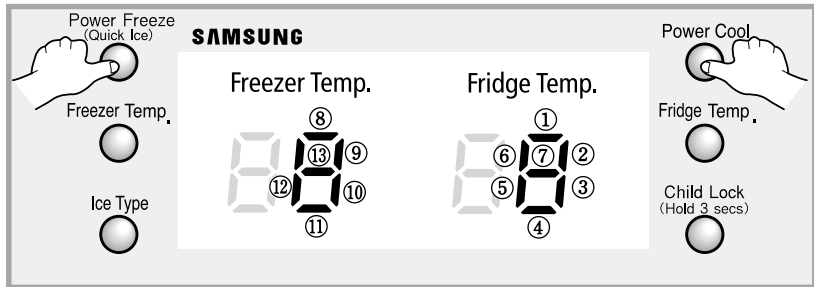 Power Freeze
(Quick Ice)
SAMSUNG
Power Cool
Freezer Temp.
Fridge Temp.
Freezer Temp.
Fridge Temp.
⑧
①
⑬ ⑨
⑥ ⑦ ②
⑫ ⑩
⑤ ③
⑪
④
Ice Type
Child Lock
(Hold 3 secs)